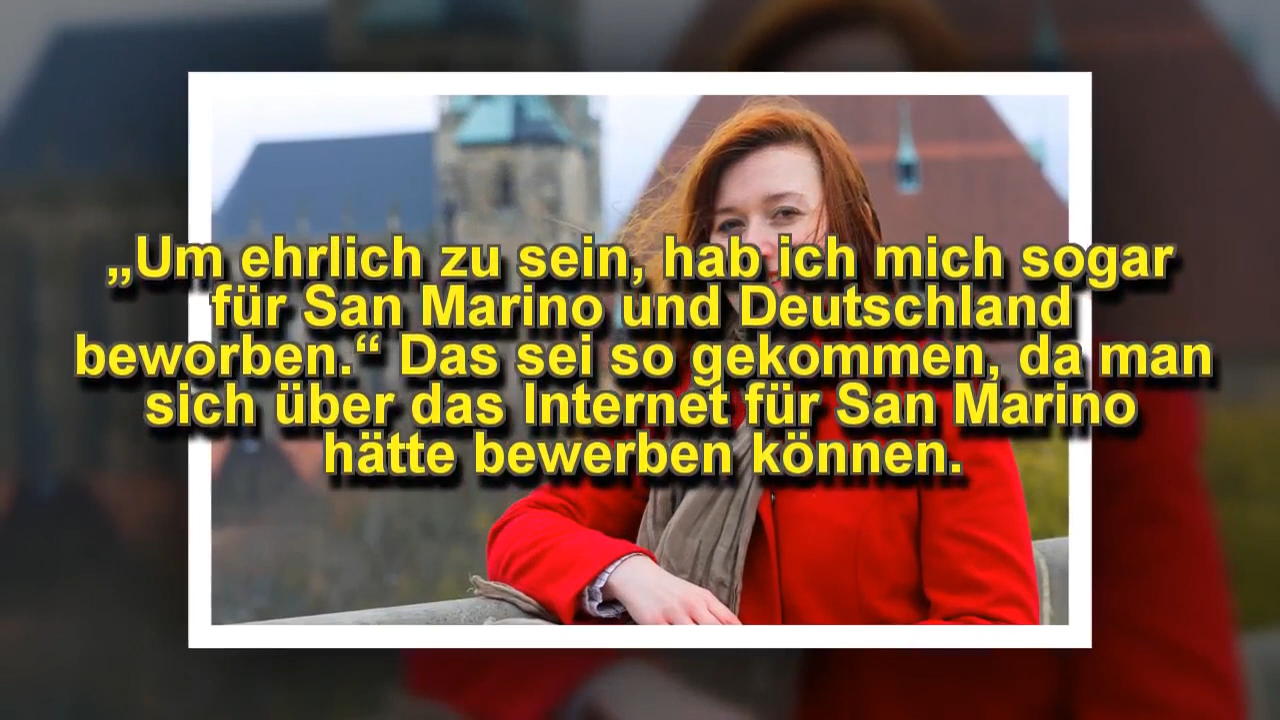 „Um ehrlich zu sein, hab ich mich sogar
für San Marino und Deutschland
beworben.“ Das sei so gekommen, da man
sich über das Internet für San Marino
hätte bewerben können.